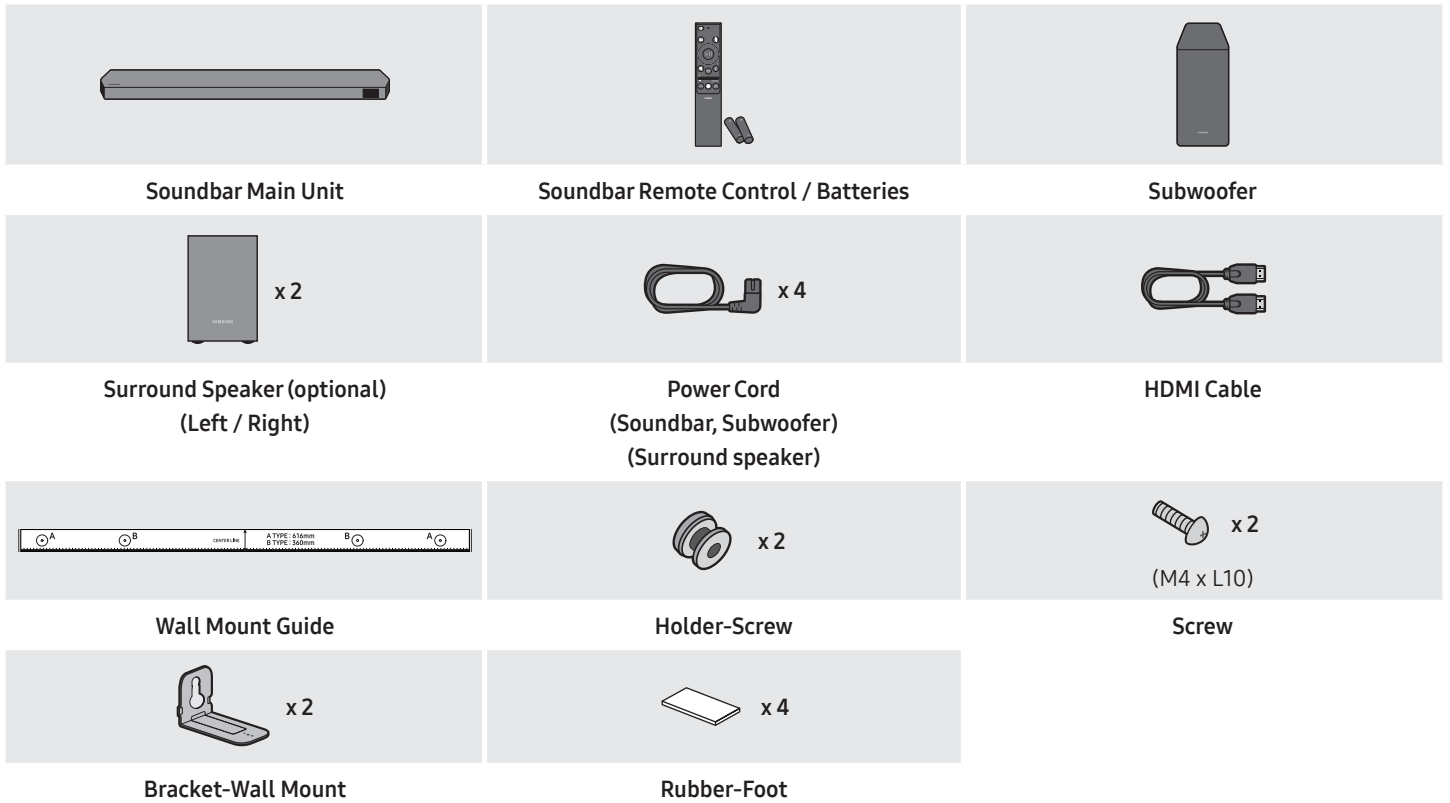 Soundbar Main Unit
Soundbar Remote Control / Batteries
Subwoofer
SAMSUNG
x 2
x 4
Surround Speaker (optional)
(Left / Right)
Power Cord
(Soundbar, Subwoofer)
(Surround speaker)
HDMI Cable
A
B
CENTER LINE
A TYPE : 616mm
B TYPE : 360mm
B
A
x 2
x 2
(M4 x L10)
Wall Mount Guide
Holder-Screw
Screw
x 2
x 4
Bracket-Wall Mount
Rubber-Foot